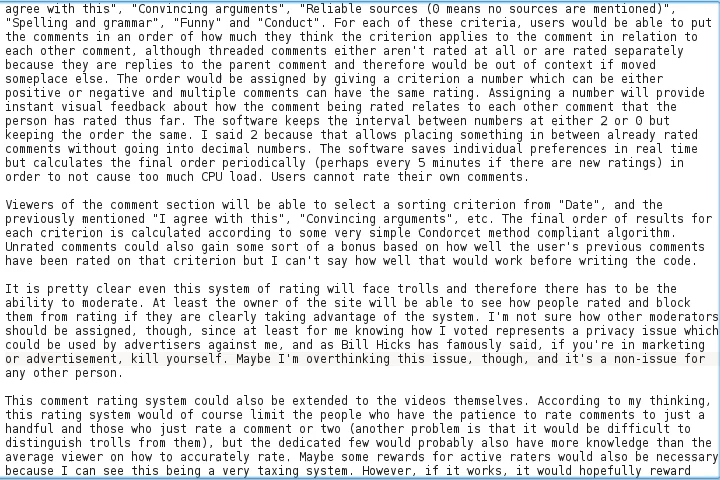 agree with this", "Convincing arguments", "Reliable sources (0 means no sources are mentioned)",
"Spelling and grammar", "Funny" and "Conduct". For each of these criteria, users would be able to put
the comments in an order of how much they think the criterion applies to the comment in relation to
each other comment, although threaded comments either aren't rated at all or are rated separately
because they are replies to the parent comment and therefore would be out of context if moved
someplace else. The order would be assigned by giving a criterion a number which can be either
positive or negative and multiple comments can have the same rating. Assigning a number will provide
instant visual feedback about how the comment being rated relates to each other comment that the
person has rated thus far. The software keeps the interval between numbers at either 2 or 0 but
keeping the order the same. I said 2 because that allows placing something in between already rated
comments without going into decimal numbers. The software saves individual preferences in real time
but calculates the final order periodically (perhaps every 5 minutes if there are new ratings) in
order to not cause too much CPU load. Users cannot rate their own comments.
Viewers of the comment section will be able to select a sorting criterion from "Date", and the
previously mentioned "I agree with this", "Convincing arguments", etc. The final order of results for
each criterion is calculated according to some very simple Condorcet method compliant algorithm.
Unrated comments could also gain some sort of a bonus based on how well the user's previous comments
have been rated on that criterion but I can't say how well that would work before writing the code.
It is pretty clear even this system of rating will face trolls and therefore there has to be the
ability to moderate. At least the owner of the site will be able to see how people rated and block
them from rating if they are clearly taking advantage of the system. I'm not sure how other moderators
should be assigned, though, since at least for me knowing how I voted represents a privacy issue which
could be used by advertisers against me, and as Bill Hicks has famously said, if you're in marketing
or advertisement, kill yourself. Maybe I'm overthinking this issue, though, and it's a non-issue for
any other person.
This comment rating system could also be extended to the videos themselves. According to my thinking,
this rating system would of course limit the people who have the patience to rate comments to just a
handful and those who just rate a comment or two (another problem is that it would be difficult to
distinguish trolls from them), but the dedicated few would probably also have more knowledge than the
average viewer on how to accurately rate. Maybe some rewards for active raters would also be necessary
because I can see this being a very taxing system. However, if it works, it would hopefully reward